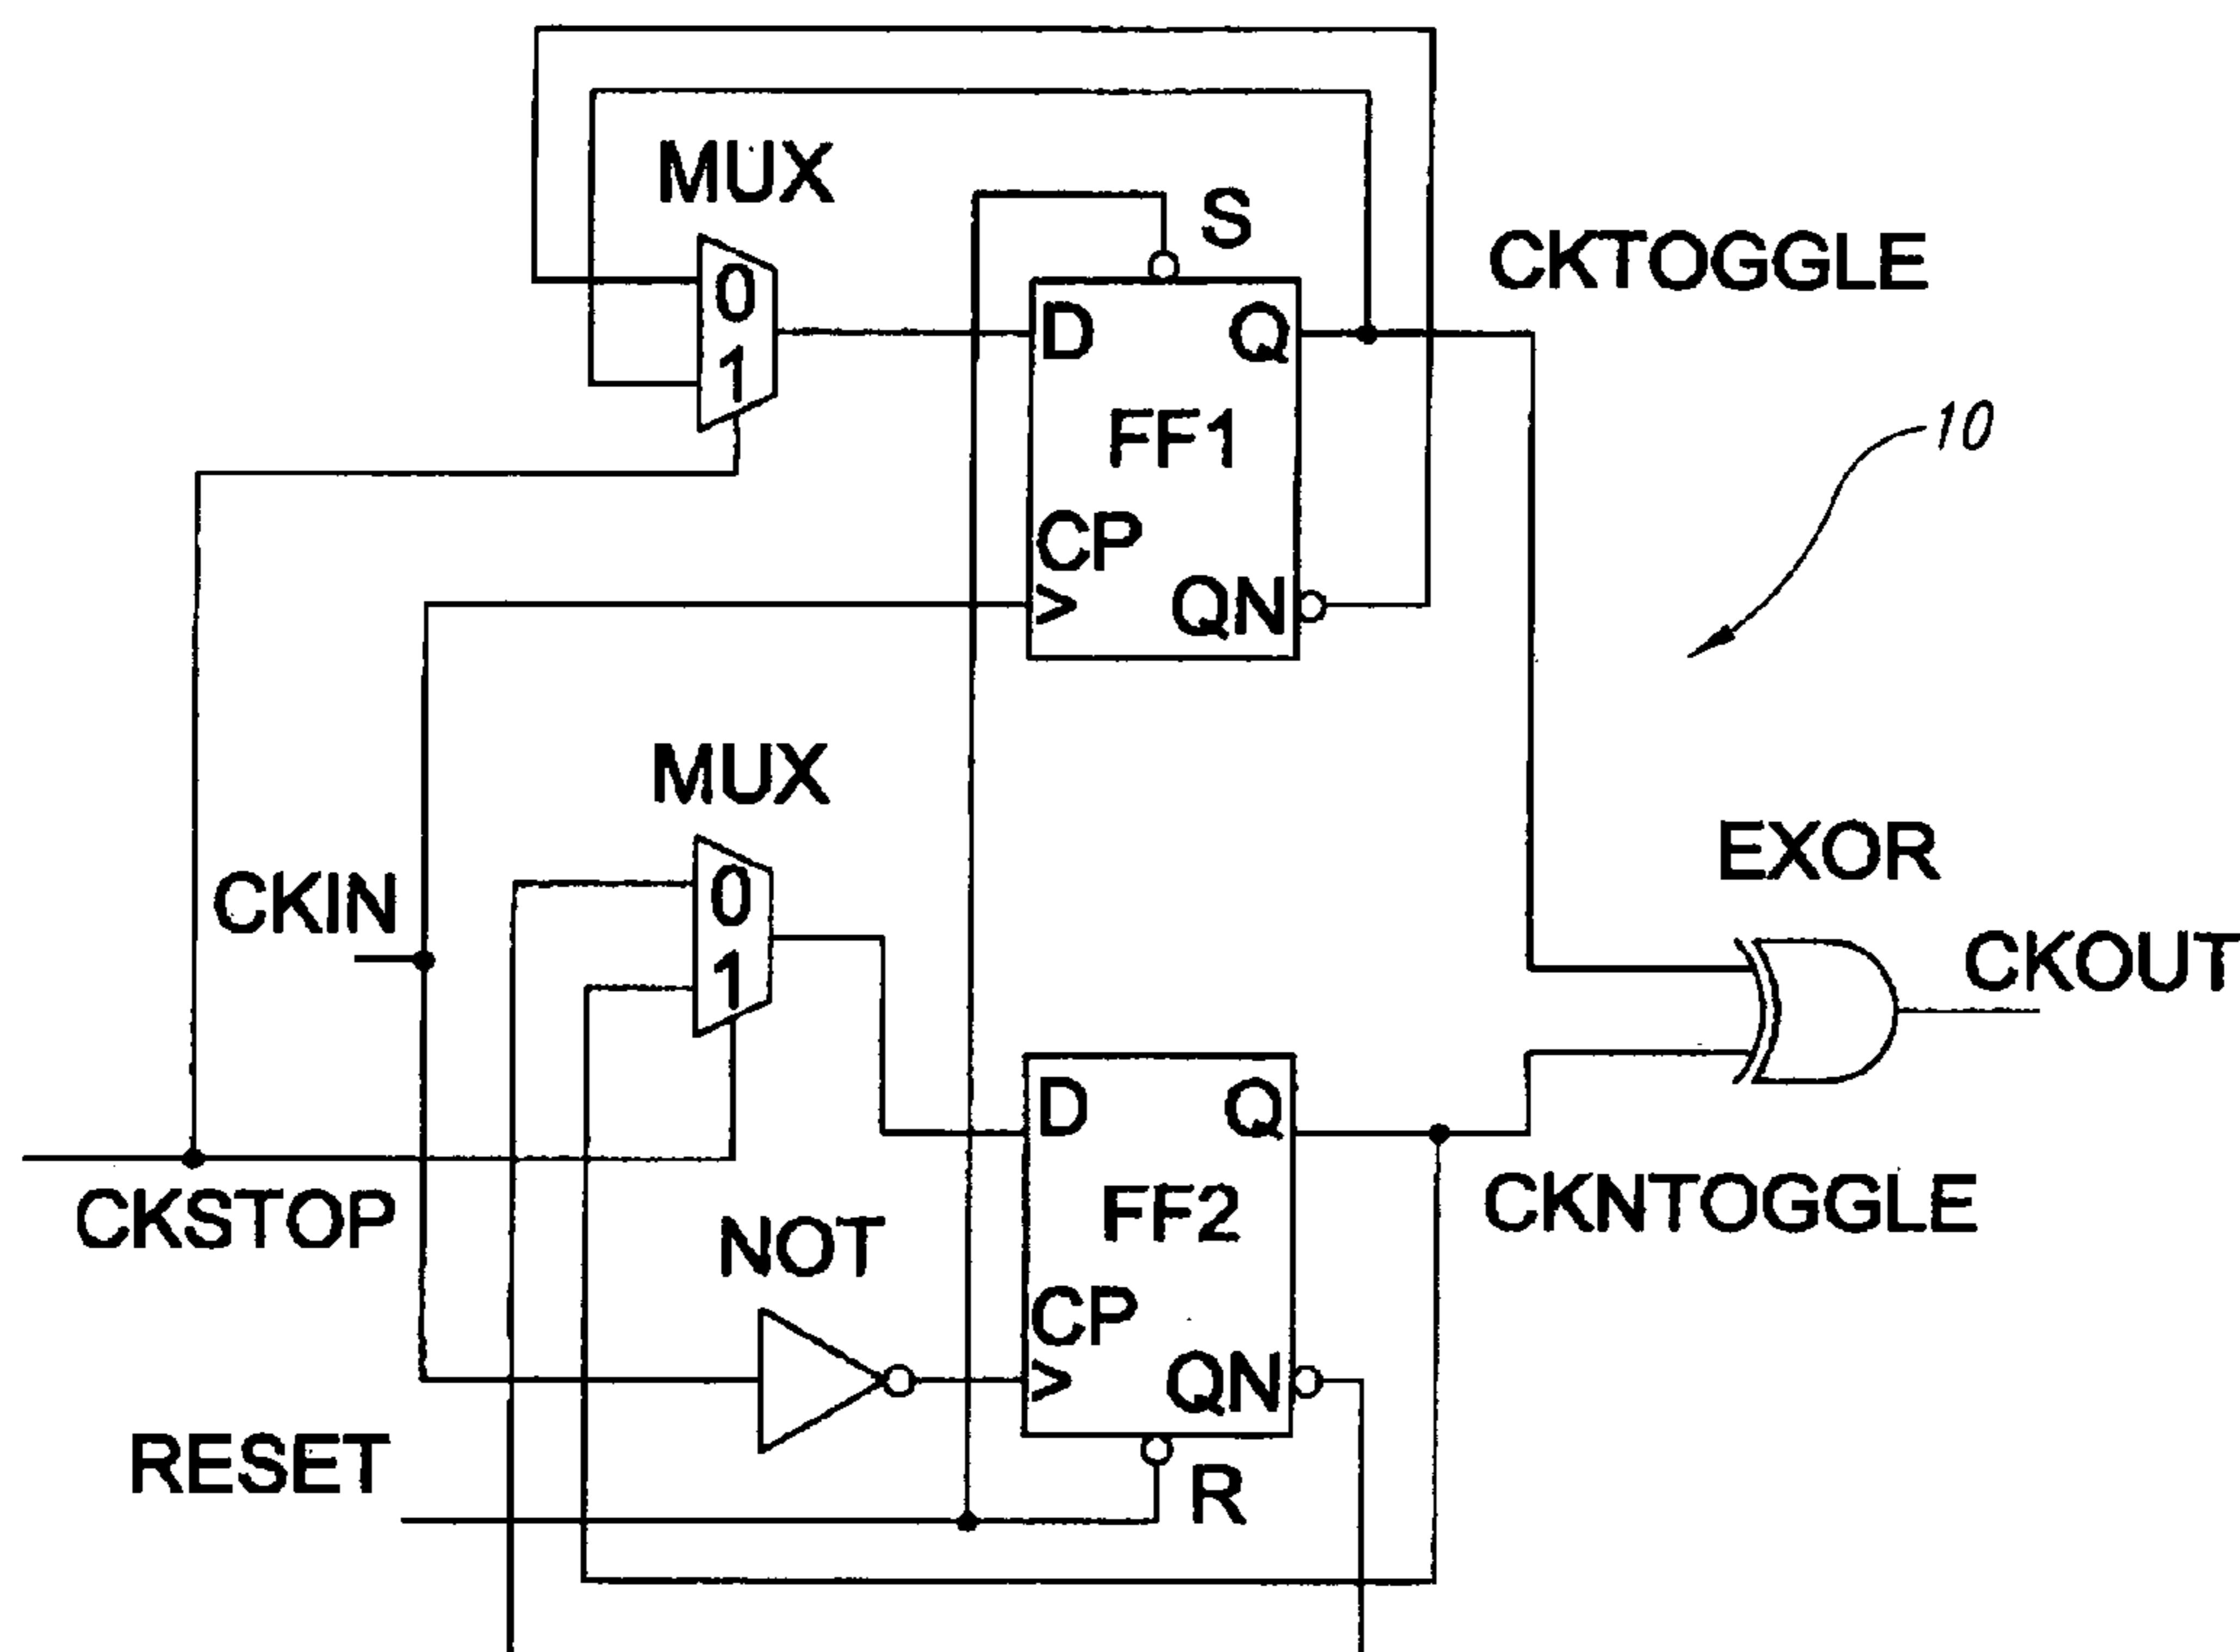 MUX
0
1
S
D
Q
FF1
CP
>
QN
CKTOGGLE
10
MUX
0
1
CKIN
EXOR
CKOUT
D
Q
FF2
CP
>
QN
R
CKNTOGGLE
CKSTOP
NOT
RESET